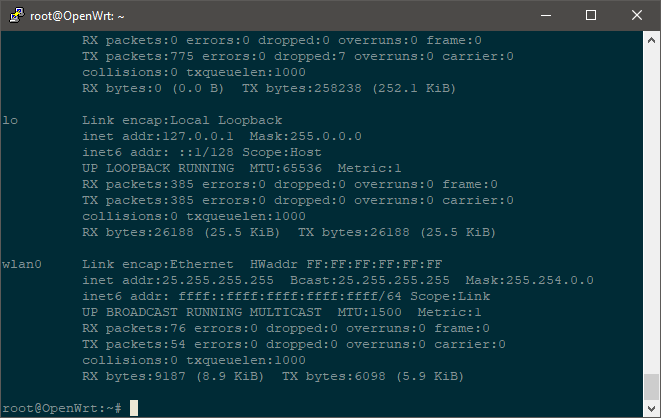 root@OpenWrt: ~
RX packets:0 errors:0 dropped:0 overruns:0 frame:0
TX packets:775 errors:0 dropped:7 overruns:0 carrier:0
collisions:0 txqueuelen:1000
RX bytes:0 (0.0 B)  TX bytes:258238 (252.1 KiB)
lo        Link encap:Local Loopback
inet addr:127.0.0.1  Mask:255.0.0.0
inet6 addr: ::1/128 Scope:Host
UP LOOPBACK RUNNING  MTU:65536  Metric:1
RX packets:385 errors:0 dropped:0 overruns:0 frame:0
TX packets:385 errors:0 dropped:0 overruns:0 carrier:0
collisions:0 txqueuelen:1000
RX bytes:26188 (25.5 KiB)  TX bytes:26188 (25.5 KiB)
wlan0     Link encap:Ethernet  HWaddr FF:FF:FF:FF:FF:FF
inet addr:25.255.255.255  Bcast:25.255.255.255  Mask:255.254.0.0
inet6 addr: ffff::ffff:ffff:ffff:ffff/64 Scope:Link
UP BROADCAST RUNNING MULTICAST  MTU:1500  Metric:1
RX packets:76 errors:0 dropped:0 overruns:0 frame:0
TX packets:54 errors:0 dropped:0 overruns:0 carrier:0
collisions:0 txqueuelen:1000
RX bytes:9187 (8.9 KiB)  TX bytes:6098 (5.9 KiB)
root@OpenWrt:~#